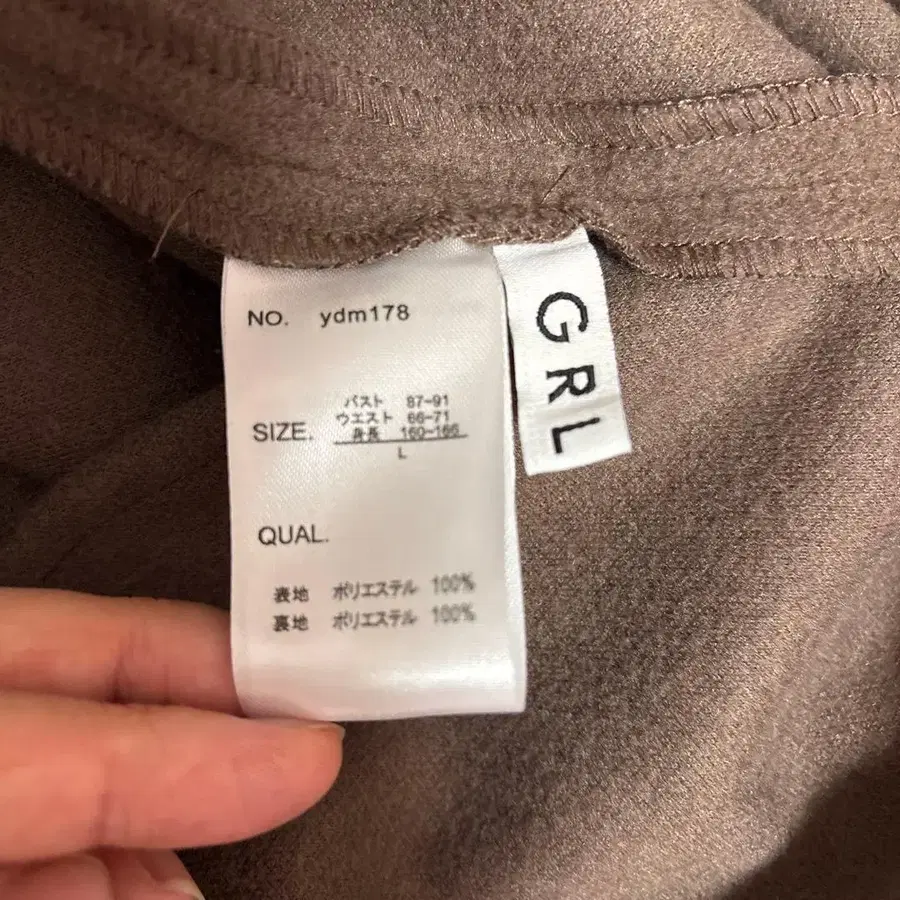 NO. ydm178
バスト 87-91
ウエスト 66-71
SIZE. 身長 160-166
L
QUAL.
表地 ポリエステル 100%
裏地 ポリエステル 100%
GRL